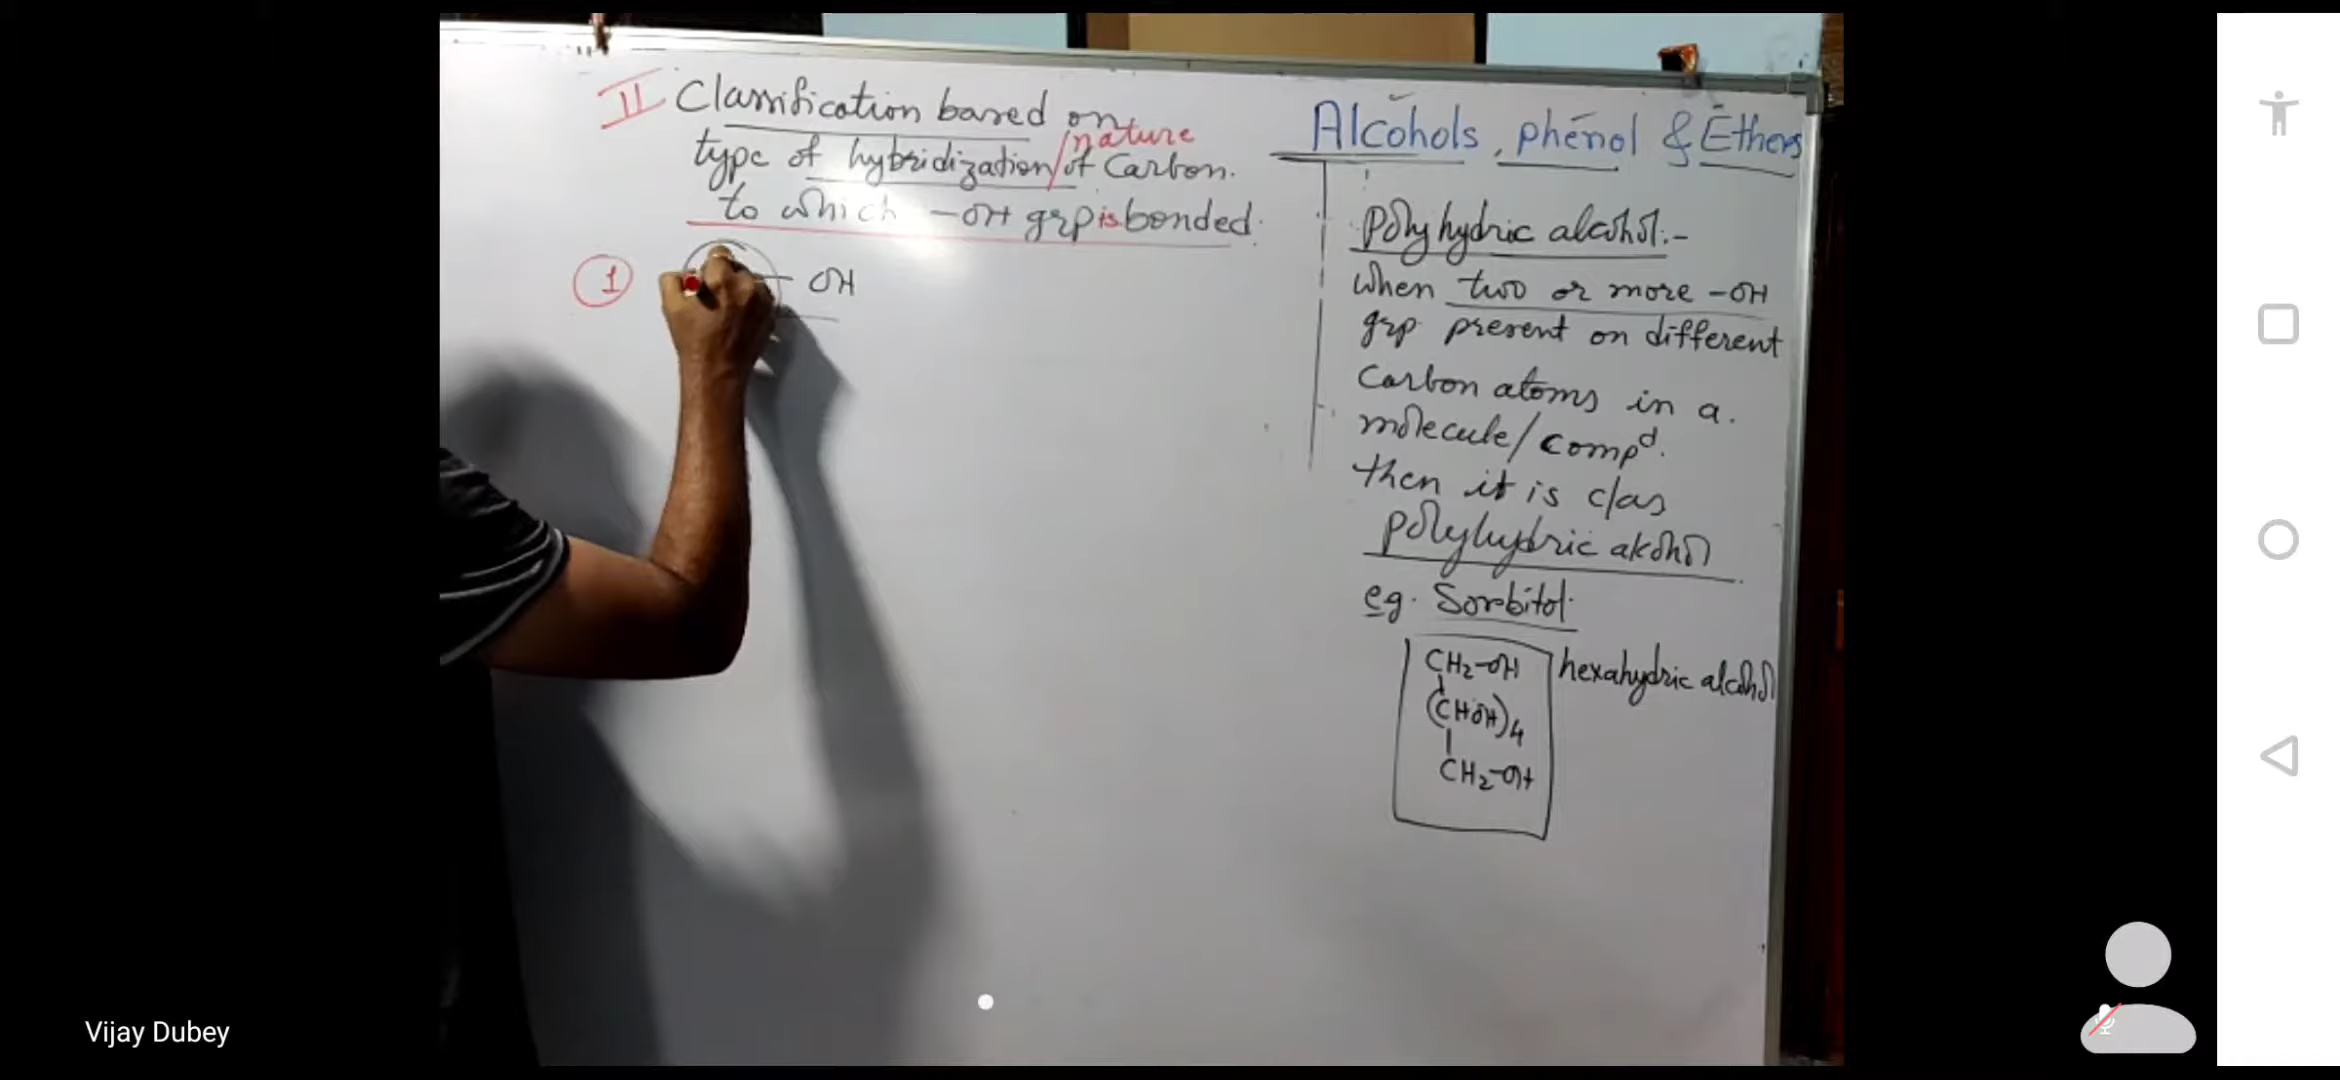 II Classification based on
type of hybridization/nature of Carbon.
to which -OH grp is bonded.
1 - OH
Alcohols, phenol & Ethers
polyhydric alcohol:-
when two or more -OH
grp present on different
Carbon atoms in a.
molecule/compd.
then it is clas
polyhydric alcohol
eg. Sorbitol.
CH2-OH hexahydric alcohol
(CHOH)4
CH2-OH
Vijay Dubey